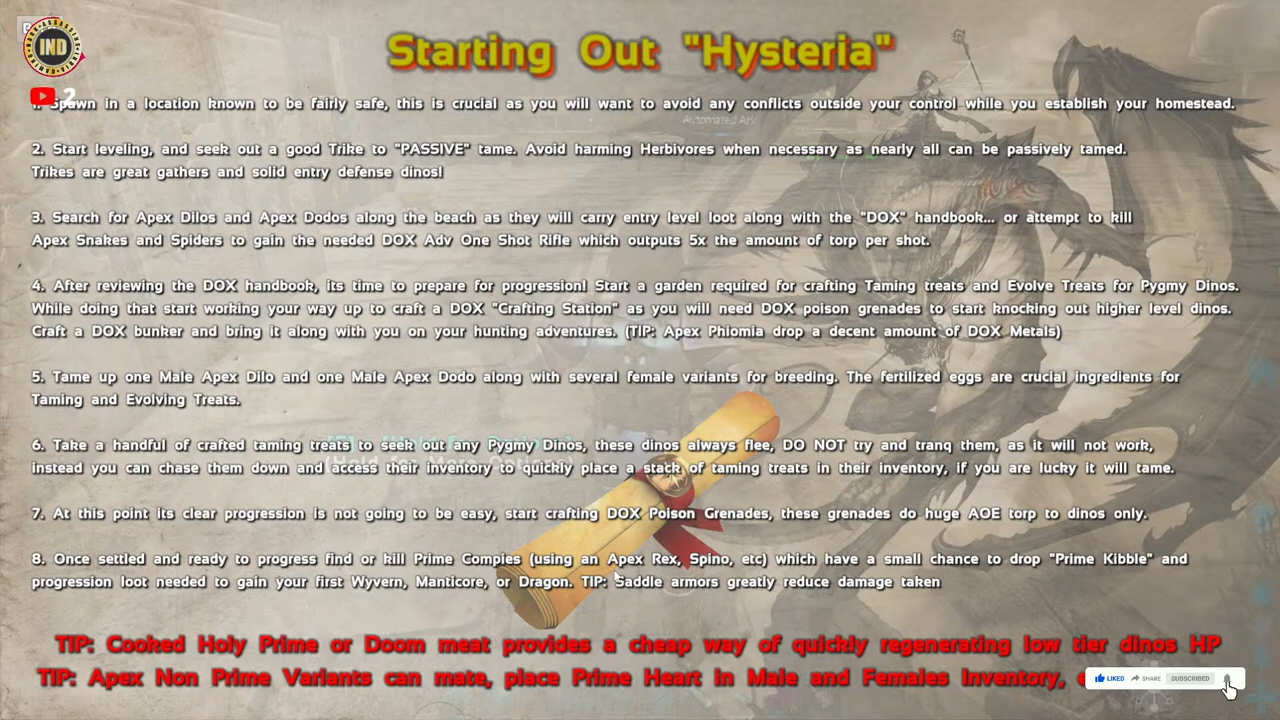 Starting Out "Hysteria"
IND
2
1. Spawn in a location known to be fairly safe, this is crucial as you will want to avoid any conflicts outside your control while you establish your homestead.
Automated Ark
2. Start leveling, and seek out a good Trike to "PASSIVE" tame. Avoid harming Herbivores when necessary as nearly all can be passively tamed.
Trikes are great gathers and solid entry defense dinos!
3. Search for Apex Dilos and Apex Dodos along the beach as they will carry entry level loot along with the "DOX" handbook... or attempt to kill
Apex Snakes and Spiders to gain the needed DOX Adv One Shot Rifle which outputs 5x the amount of torp per shot.
4. After reviewing the DOX handbook, its time to prepare for progression! Start a garden required for crafting Taming treats and Evolve Treats for Pygmy Dinos.
While doing that start working your way up to craft a DOX "Crafting Station" as you will need DOX poison grenades to start knocking out higher level dinos.
Craft a DOX bunker and bring it along with you on your hunting adventures. (TIP: Apex Phiomia drop a decent amount of DOX Metals)
5. Tame up one Male Apex Dilo and one Male Apex Dodo along with several female variants for breeding. The fertilized eggs are crucial ingredients for
Taming and Evolving Treats.
6. Take a handful of crafted taming treats to seek out any Pygmy Dinos, these dinos always flee, DO NOT try and tranq them, as it will not work,
instead you can chase them down and access their inventory to quickly place a stack of taming treats in their inventory, if you are lucky it will tame.
7. At this point its clear progression is not going to be easy, start crafting DOX Poison Grenades, these grenades do huge AOE torp to dinos only.
8. Once settled and ready to progress find or kill Prime Compies (using an Apex Rex, Spino, etc) which have a small chance to drop "Prime Kibble" and
progression loot needed to gain your first Wyvern, Manticore, or Dragon. TIP: Saddle armors greatly reduce damage taken
TIP: Cooked Holy Prime or Doom meat provides a cheap way of quickly regenerating low tier dinos HP
TIP: Apex Non Prime Variants can mate, place Prime Heart in Male and Females Inventory,
LIKED SHARE SUBSCRIBED